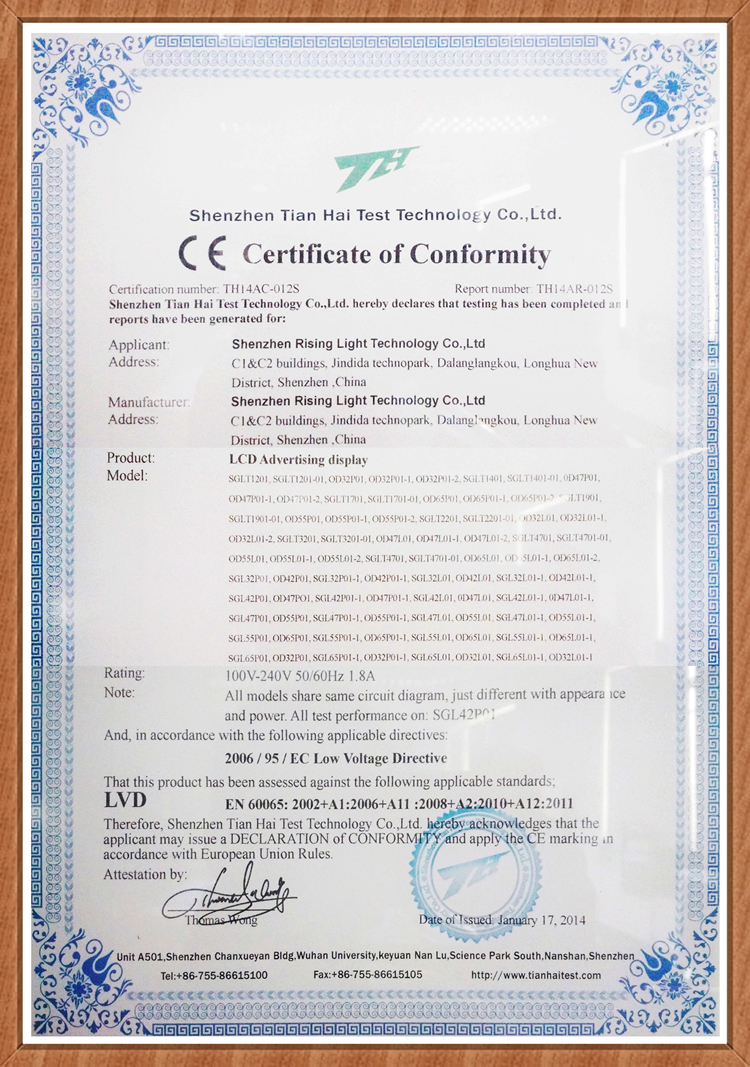 TH
Shenzhen Tian Hai Test Technology Co.,Ltd.
CE Certificate of Conformity
Certification number: TH14AC-012S Report number: TH14AR-012S
Shenzhen Tian Hai Test Technology Co.,Ltd. hereby declares that testing has been completed and
reports have been generated for:
Applicant: Shenzhen Rising Light Technology Co.,Ltd
Address: C1&C2 buildings, Jindida technopark, Dalanglangkou, Longhua New
District, Shenzhen ,China
Manufacturer: Shenzhen Rising Light Technology Co.,Ltd
Address: C1&C2 buildings, Jindida technopark, Dalanglangkou, Longhua New
District, Shenzhen ,China
Product: LCD Advertising display
Model: SGLT1201, SGLT1201-01, OD32P01, OD32P01-1, OD32P01-2, SGLT1401, SGLT1401-01, 0D47P01,
OD47P01-1, OD47P01-2, SGLT1701, SGLT1701-01, OD65P01, OD65P01-1, OD65P01-2, SGLT1901,
SGLT1901-01, OD55P01, OD55P01-1, OD55P01-2, SGLT2201, SGLT2201-01, OD32L01, OD32L01-1,
OD32L01-2, SGLT3201, SGLT3201-01, OD47L01, OD47L01-1, OD47L01-2, SGLT4701, SGLT4701-01,
OD55L01, OD55L01-1, OD55L01-2, SGLT4701, SGLT4701-01, OD65L01, OD65L01-1, OD65L01-2,
SGL32P01, OD42P01, SGL32P01-1, OD42P01-1, SGL32L01, OD42L01, SGL32L01-1, OD42L01-1,
SGL42P01, OD47PO1, SGL42P01-1, OD47P01-1, SGL42L01, 0D47L01, SGL42L01-1, 0D47L01-1,
SGL47P01, OD55P01, SGL47P01-1, OD55P01-1, SGL47L01, OD55L01, SGL47L01-1, OD55L01-1,
SGL55P01, OD65P01, SGL55P01-1, OD65P01-1, SGL55L01, OD65L01, SGL55L01-1, OD65L01-1,
SGL65P01, OD32P01, SGL65P01-1, OD32P01-1, SGL65L01, OD32L01, SGL65L01-1, OD32L01-1
Rating: 100V-240V 50/60Hz 1.8A
Note: All models share same circuit diagram, just different with appearance
and power. All test performance on: SGL42P01
And, in accordance with the following applicable directives:
2006 / 95 / EC Low Voltage Directive
That this product has been assessed against the following applicable standards;
LVD EN 60065: 2002+A1:2006+A11 :2008+A2:2010+A12:2011
Therefore, Shenzhen Tian Hai Test Technology Co.,Ltd. hereby acknowledges that the
applicant may issue a DECLARATION of CONFORMITY and apply the CE marking in
accordance with European Union Rules.
Attestation by:
Thomas Wong Date of Issued: January 17, 2014
Unit A501,Shenzhen Chanxueyan Bldg,Wuhan University,keyuan Nan Lu,Science Park South,Nanshan,Shenzhen
Tel:+86-755-86615100 Fax:+86-755-86615105 http://www.tianhaitest.com